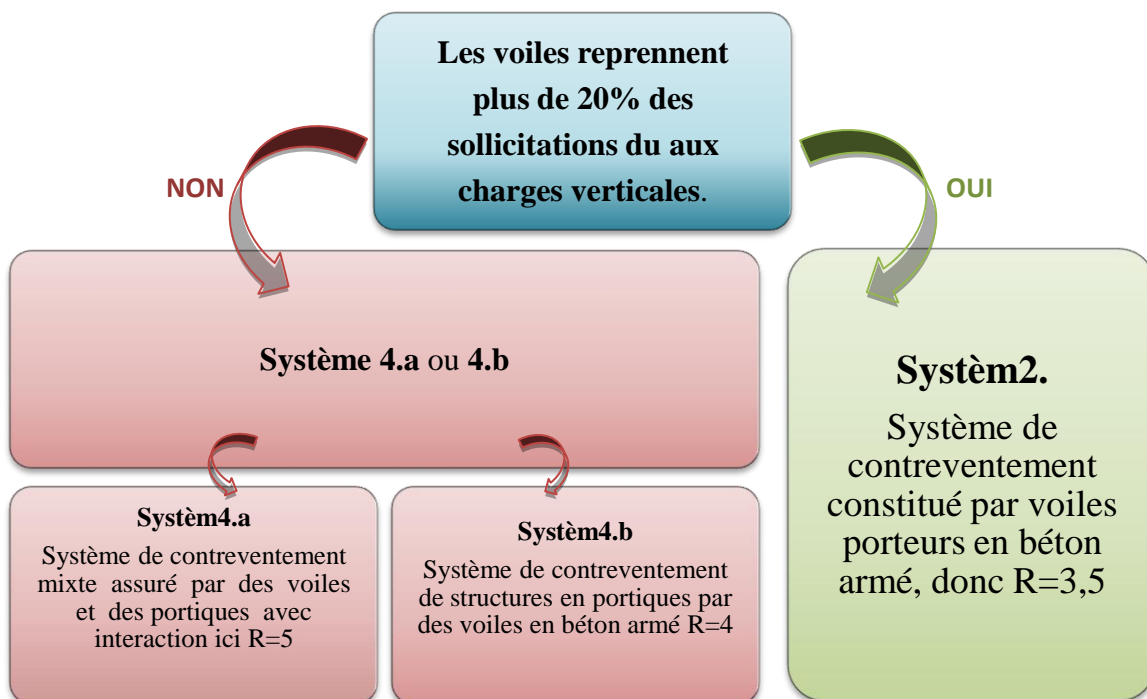 Les voiles reprennent
plus de 20% des
sollicitations du aux
charges verticales.
NON
OUI
Système 4.a ou 4.b
Systèm4.a
Système de contreventement
mixte assuré par des voiles
et des portiques avec
interaction ici R=5
Systèm4.b
Système de contreventement
de structures en portiques par
des voiles en béton armé R=4
Systèm2.
Système de
contreventement
constitué par voiles
porteurs en béton
armé, donc R=3,5